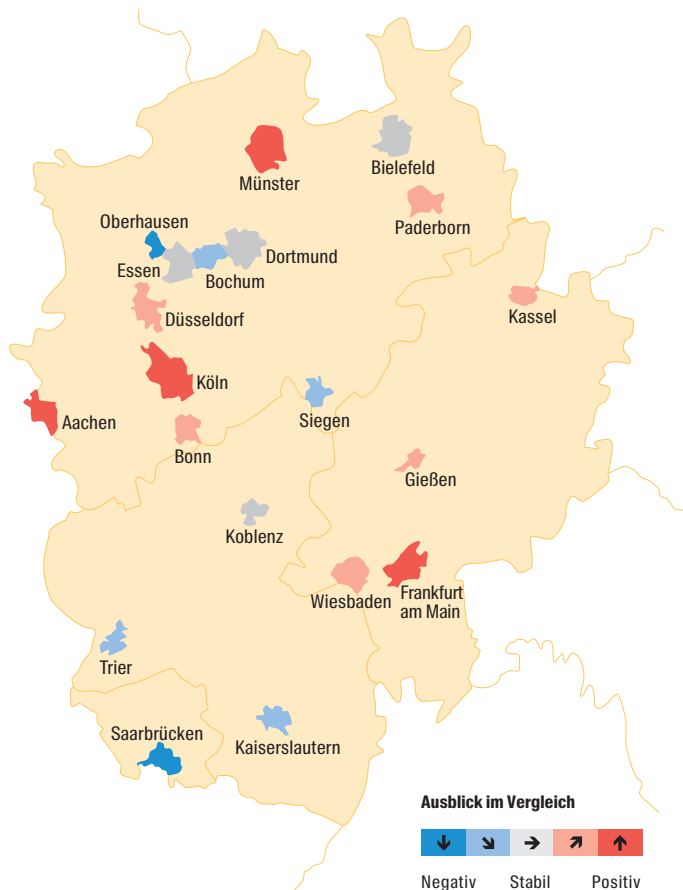 Münster
Bielefeld
Paderborn
Oberhausen
Essen
Dortmund
Bochum
Düsseldorf
Kassel
Köln
Aachen
Siegen
Bonn
Gießen
Koblenz
Wiesbaden
Frankfurt
am Main
Trier
Saarbrücken
Kaiserslautern
Ausblick im Vergleich
Negativ Stabil Positiv